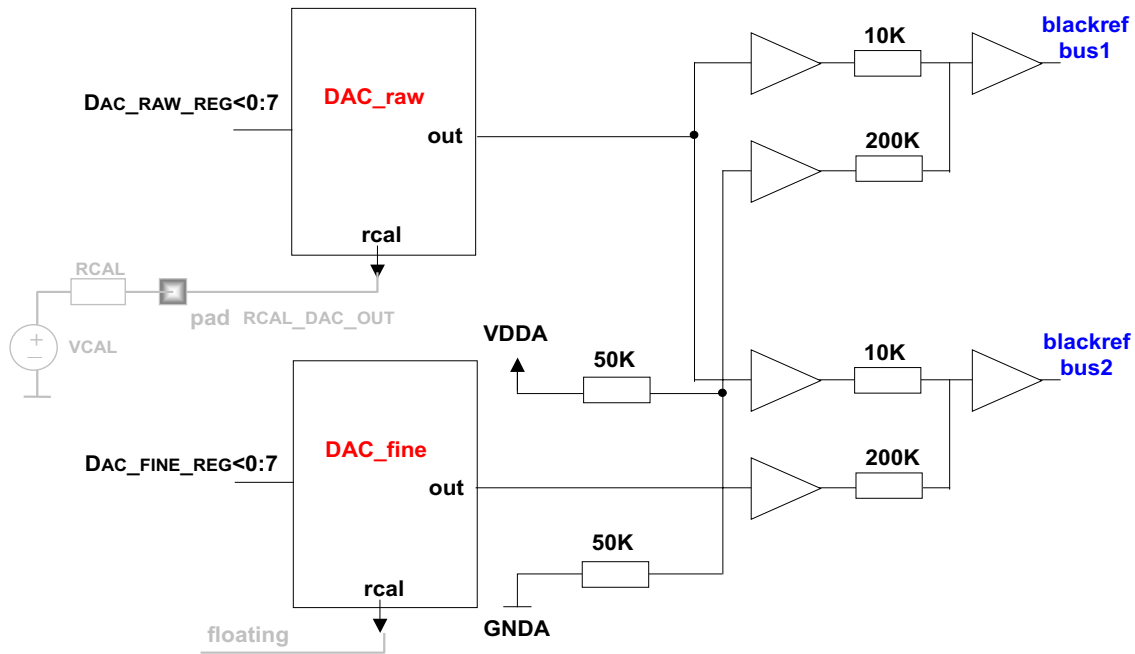 blackref
bus1
10K
DAC_RAW_REG<0:7
DAC_raw
out
200K
rcal
RCAL
pad RCAL_DAC_OUT
+
–
VCAL
VDDA
50K
10K
blackref
bus2
DAC_FINE_REG<0:7
DAC_fine
out
200K
50K
rcal
GNDA
floating